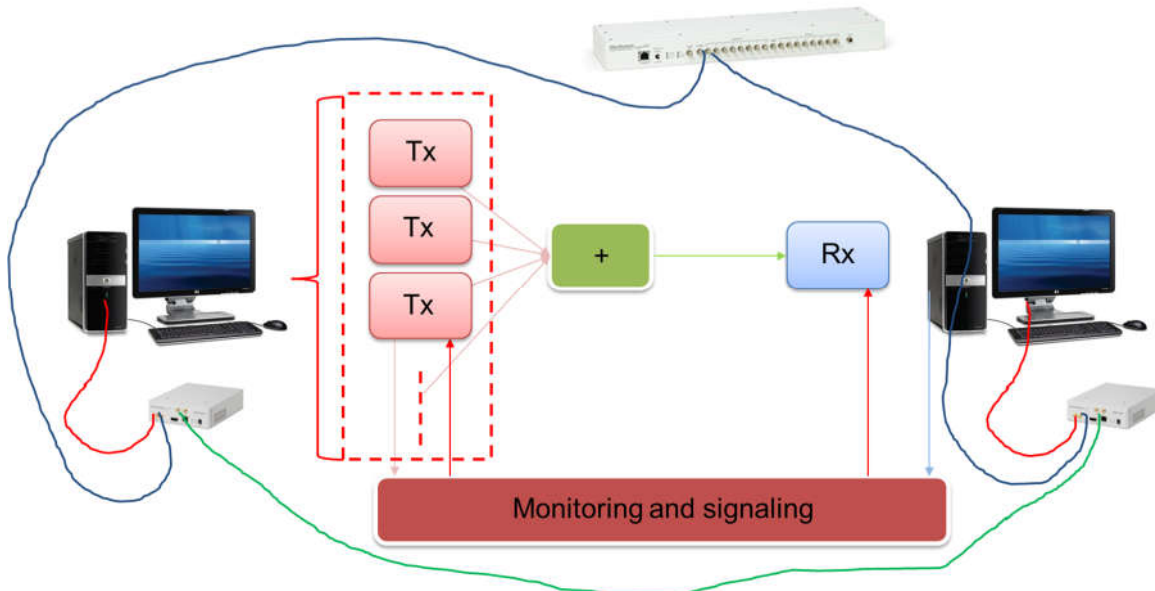 Tx
Tx
+
Rx
Tx
Monitoring and signaling